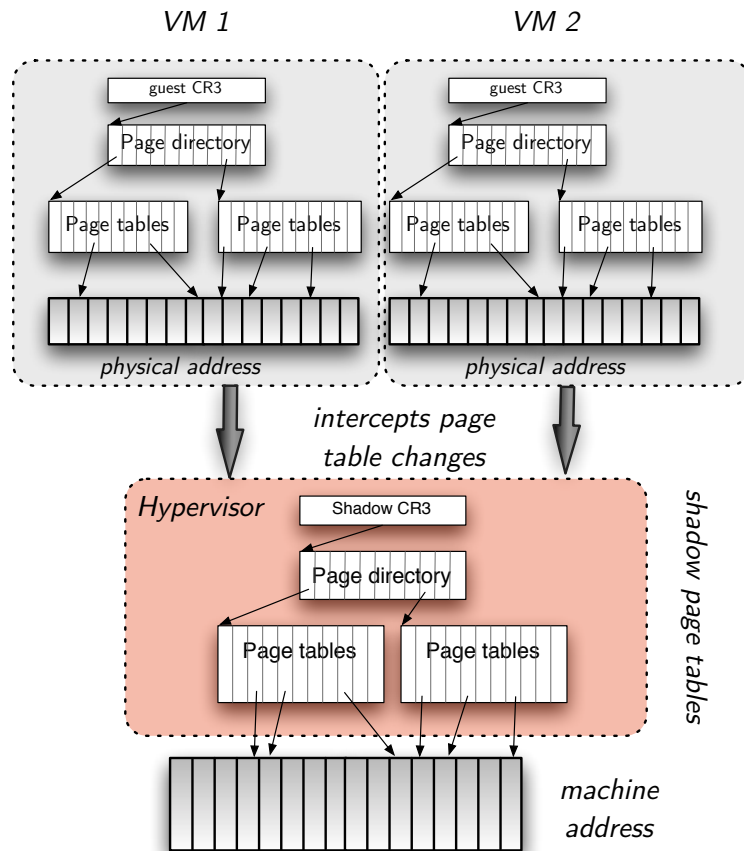 VM 1
VM 2
guest CR3
guest CR3
Page directory
Page directory
Page tables
Page tables
Page tables
Page tables
physical address
physical address
intercepts page
table changes
Hypervisor
Shadow CR3
Page directory
Page tables
Page tables
shadow page tables
machine
address